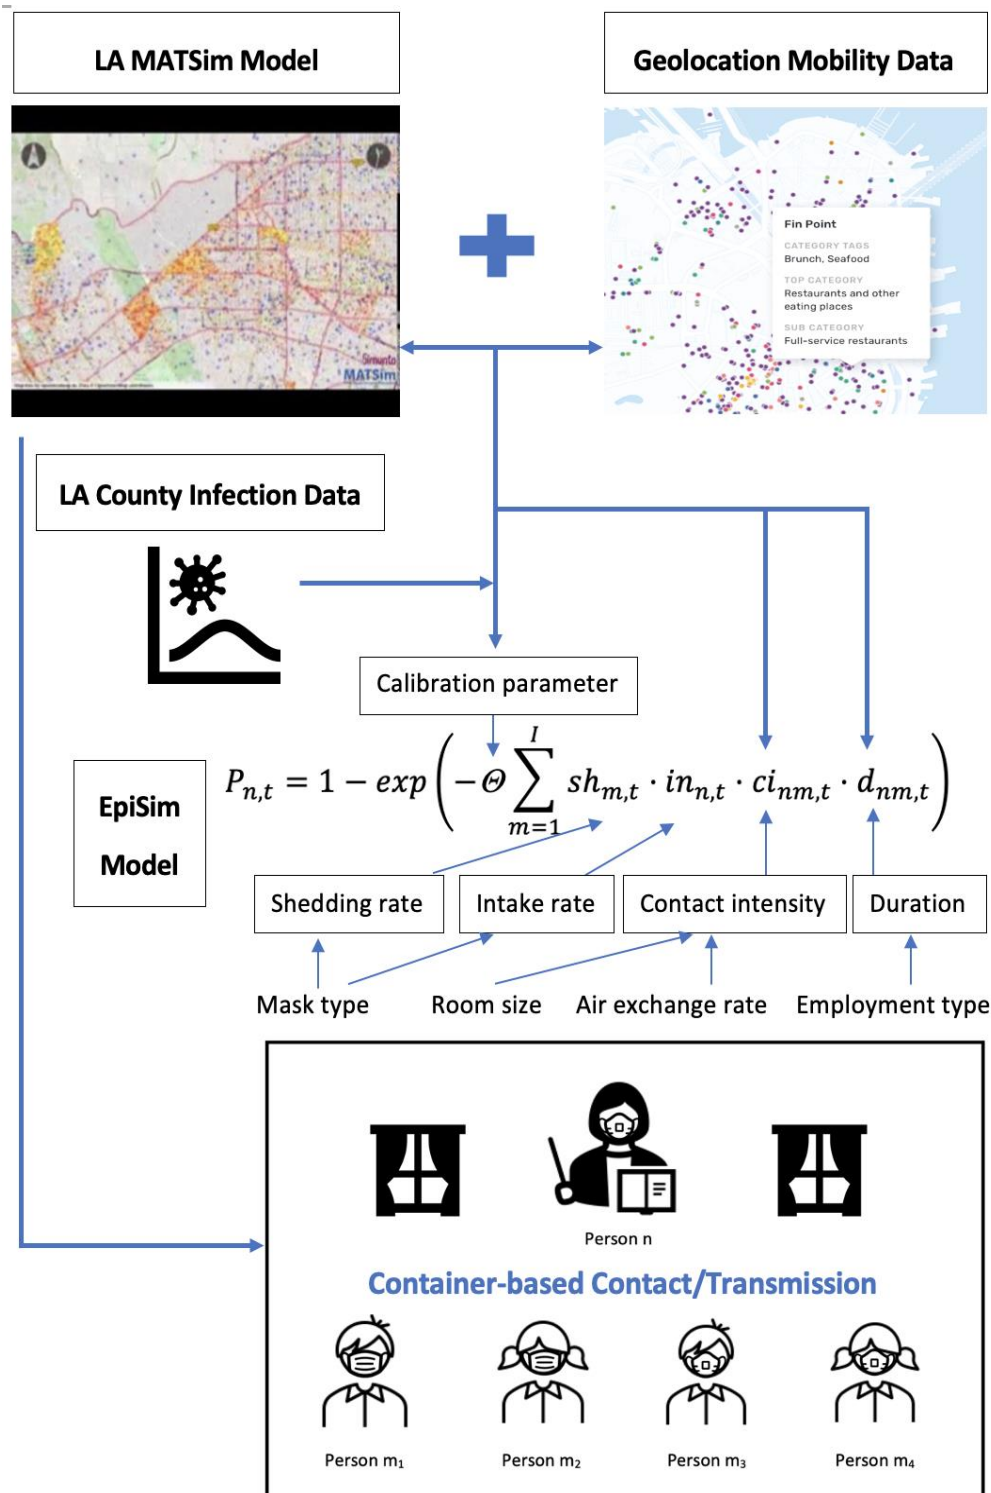 LA MATSim Model
Geolocation Mobility Data
Fin Point
CATEGORY TAGS
Brunch, Seafood
TOP CATEGORY
Restaurants and other
eating places
SUB CATEGORY
Full-service restaurants
Simunto
MATSim
LA County Infection Data
Calibration parameter
EpiSim
Model
P_{n,t} = 1 − exp(−Θ ∑_{m=1}^{I} sh_{m,t} · in_{n,t} · ci_{nm,t} · d_{nm,t})
Shedding rate
Intake rate
Contact intensity
Duration
Mask type
Room size
Air exchange rate
Employment type
Person n
Container-based Contact/Transmission
Person m₁
Person m₂
Person m₃
Person m₄